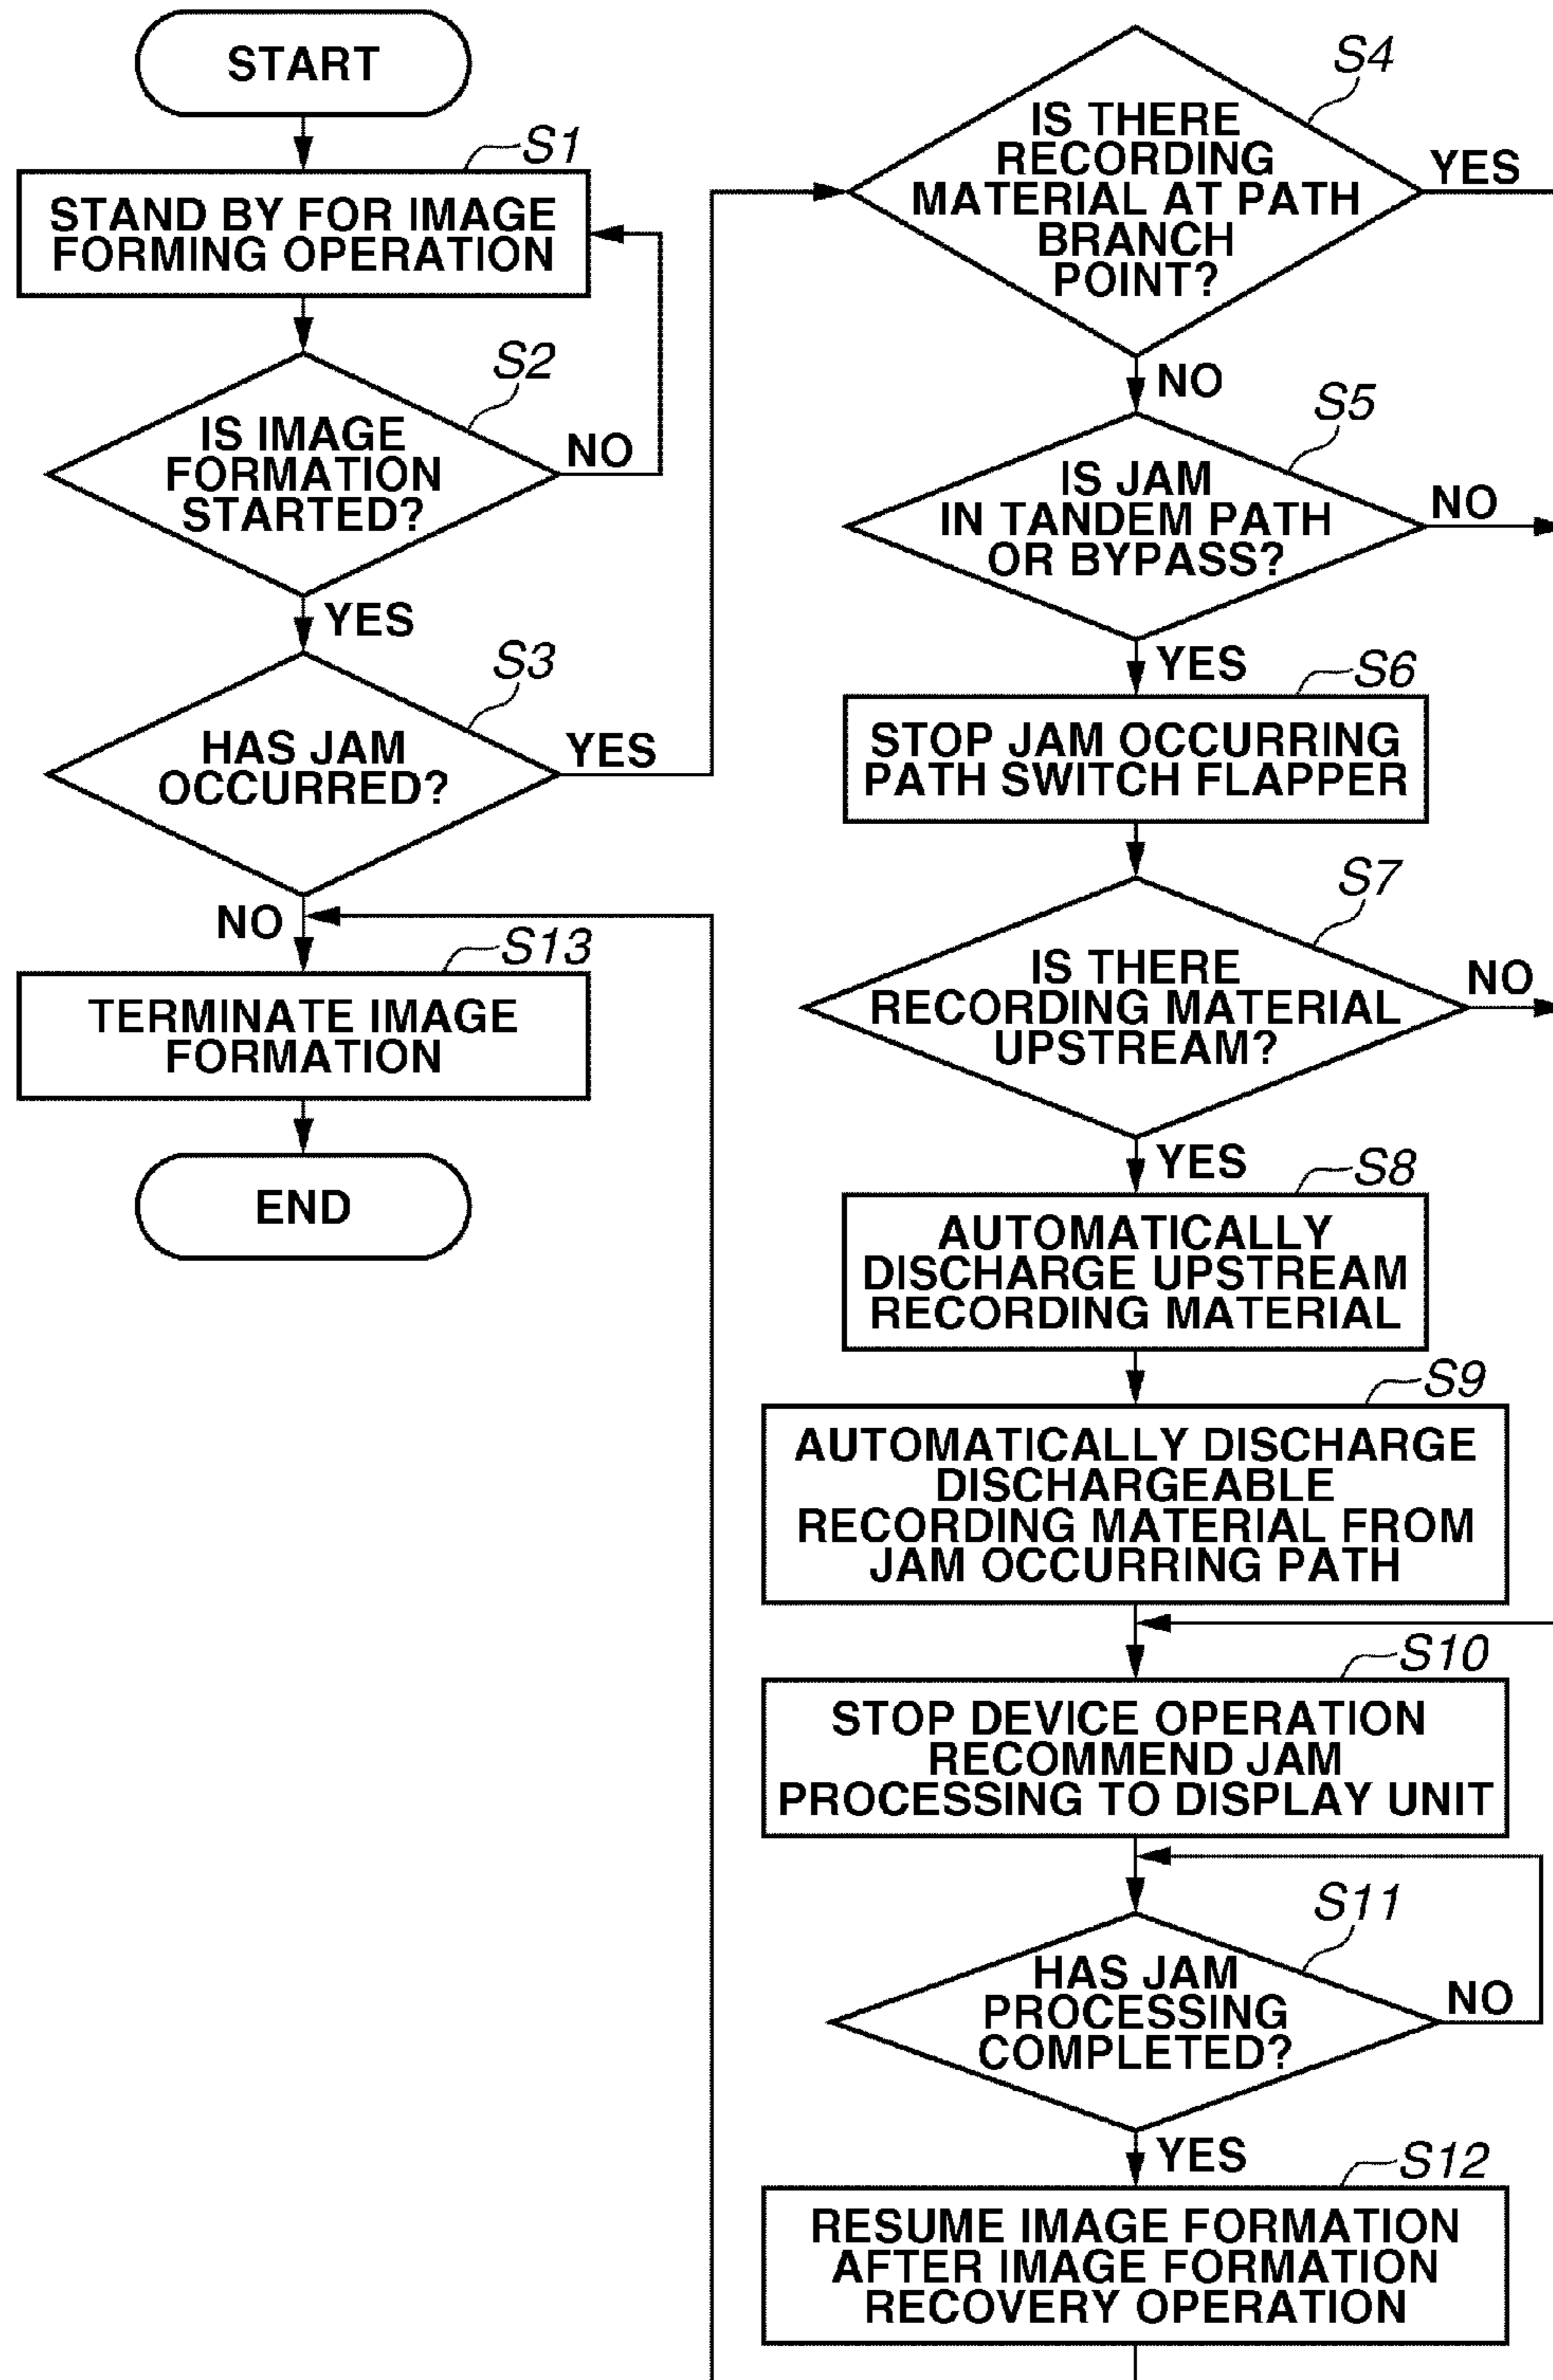 START
S1
STAND BY FOR IMAGE
FORMING OPERATION
S2
IS IMAGE
FORMATION
STARTED?
NO
YES
S3
HAS JAM
OCCURRED?
YES
NO
S13
TERMINATE IMAGE
FORMATION
END
S4
IS THERE
RECORDING
MATERIAL AT PATH
BRANCH
POINT?
YES
NO
S5
IS JAM
IN TANDEM PATH
OR BYPASS?
NO
YES
S6
STOP JAM OCCURRING
PATH SWITCH FLAPPER
S7
IS THERE
RECORDING MATERIAL
UPSTREAM?
NO
YES
S8
AUTOMATICALLY
DISCHARGE UPSTREAM
RECORDING MATERIAL
S9
AUTOMATICALLY DISCHARGE
DISCHARGEABLE
RECORDING MATERIAL FROM
JAM OCCURRING PATH
S10
STOP DEVICE OPERATION
RECOMMEND JAM
PROCESSING TO DISPLAY UNIT
S11
HAS JAM
PROCESSING
COMPLETED?
NO
YES
S12
RESUME IMAGE FORMATION
AFTER IMAGE FORMATION
RECOVERY OPERATION